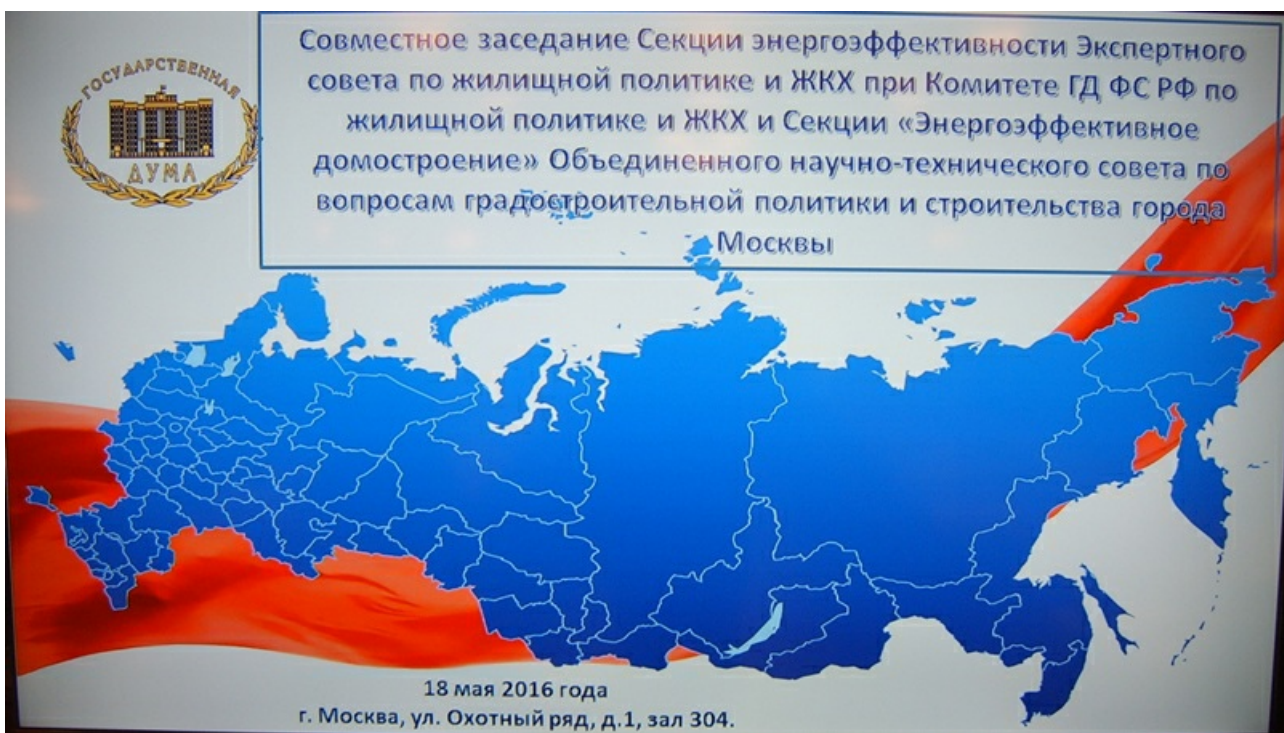 ГОСУДАРСТВЕННАЯ
ДУМА
Совместное заседание Секции энергоэффективности Экспертного
совета по жилищной политике и ЖКХ при Комитете ГД ФС РФ по
жилищной политике и ЖКХ и Секции «Энергоэффективное
домостроение» Объединенного научно-технического совета по
вопросам градостроительной политики и строительства города
Москвы
18 мая 2016 года
г. Москва, ул. Охотный ряд, д.1, зал 304.